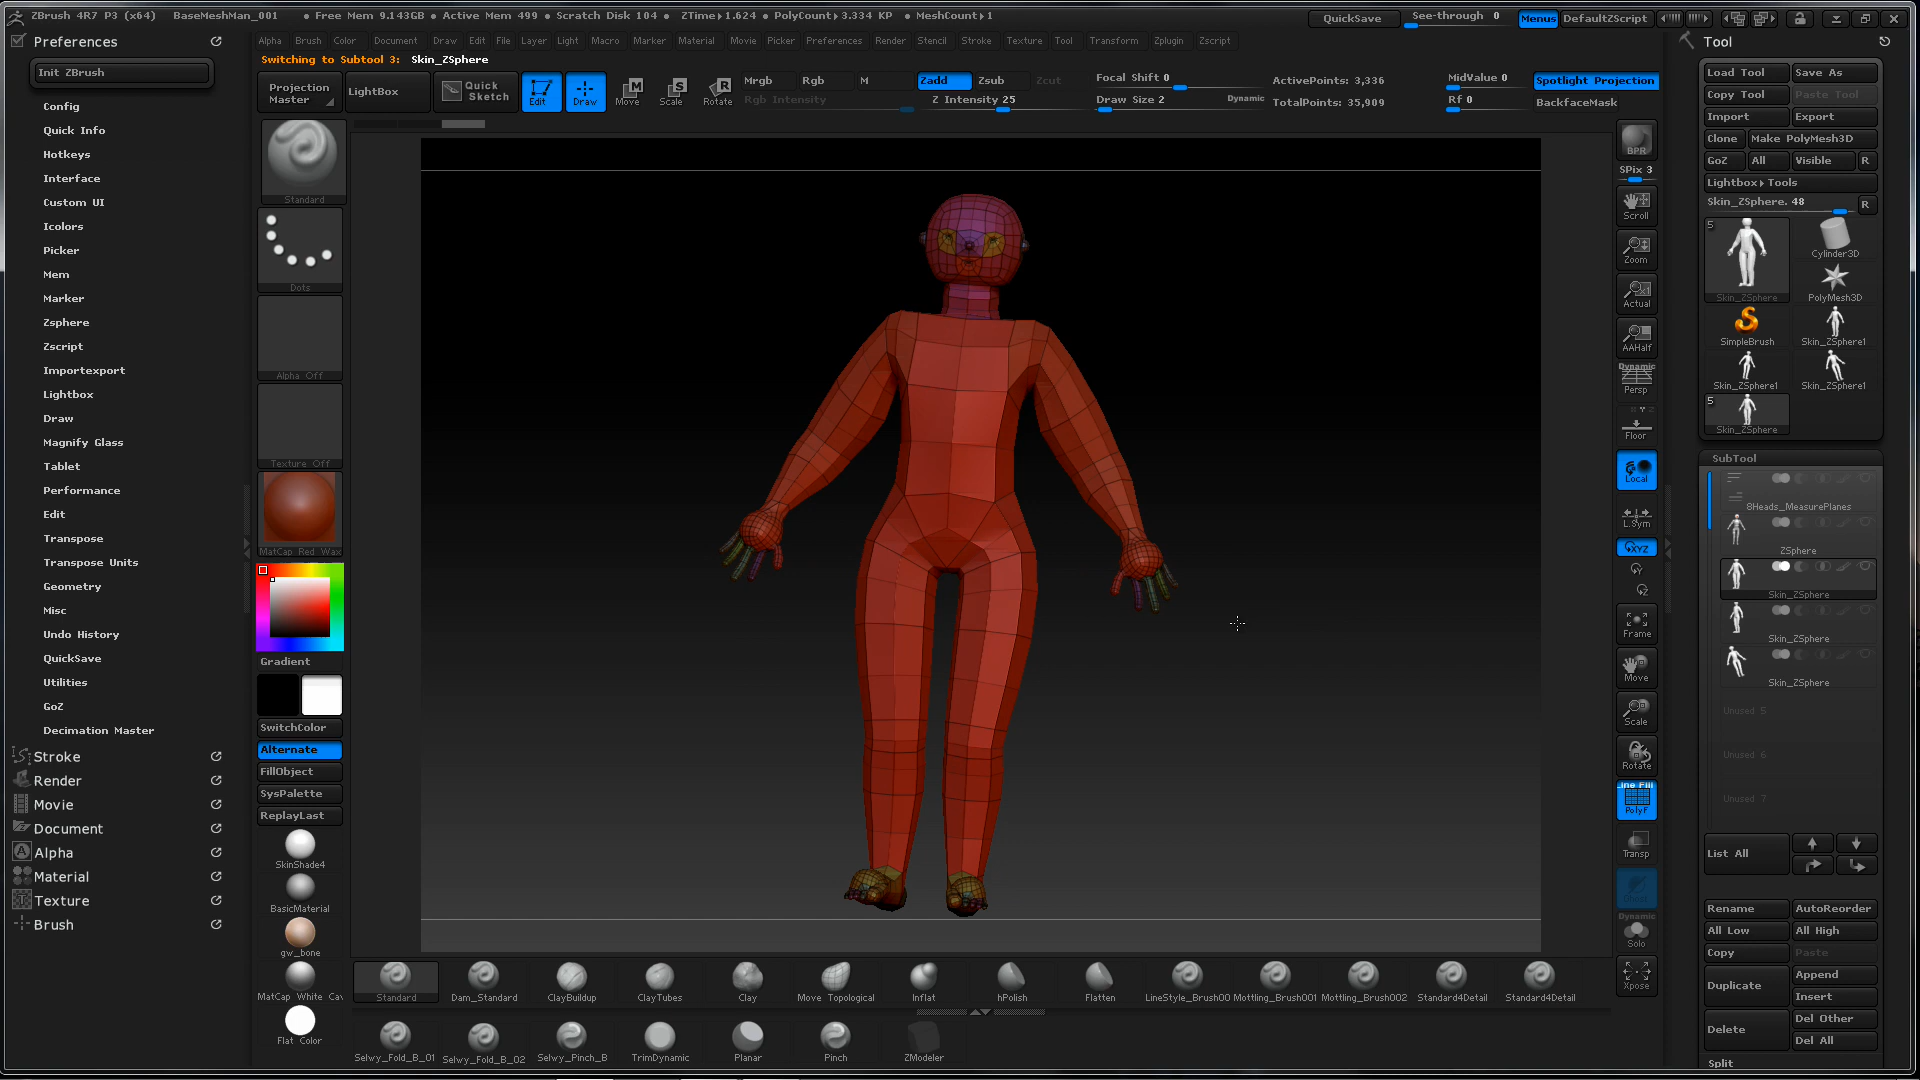 ZBrush 4R7 P3 (x64) BaseMeshMan_001 • Free Mem 9.143GB • Active Mem 499 • Scratch Disk 104 • ZTime▸1.624 • PolyCount▸3.334 KP • MeshCount▸1 QuickSave See-through 0 Menus DefaultZScript
Preferences
Init ZBrush
Config
Quick Info
Hotkeys
Interface
Custom UI
Icolors
Picker
Mem
Marker
Zsphere
Zscript
Importexport
Lightbox
Draw
Magnify Glass
Tablet
Performance
Edit
Transpose
Transpose Units
Geometry
Misc
Undo History
QuickSave
Utilities
GoZ
Decimation Master
Stroke
Render
Movie
Document
Alpha
Material
Texture
Brush
Alpha Brush Color Document Draw Edit File Layer Light Macro Marker Material Movie Picker Preferences Render Stencil Stroke Texture Tool Transform Zplugin Zscript
Switching to Subtool 3: Skin_ZSphere
Projection Master
LightBox
Quick Sketch
Edit
Draw
Move
Scale
Rotate
Mrgb Rgb M Zadd Zsub Zcut
Rgb Intensity Z Intensity 25
Focal Shift 0
Draw Size 2 Dynamic
ActivePoints: 3,336
TotalPoints: 35,909
MidValue 0
Rf 0
Spotlight Projection
BackfaceMask
Standard
Dots
Alpha Off
Texture Off
MatCap Red Wax
Gradient
SwitchColor
Alternate
FillObject
SysPalette
ReplayLast
SkinShade4
BasicMaterial
gw_bone
MatCap White Cav
Flat Color
Standard Dam_Standard ClayBuildup ClayTubes Clay Move Topological Inflat hPolish Flatten LineStyle_Brush00 Mottling_Brush001 Mottling_Brush002 Standard4Detail Standard4Detail
Selwy_Fold_B_01 Selwy_Fold_B_02 Selwy_Pinch_B TrimDynamic Planar Pinch ZModeler
BPR
SPix 3
Scroll
Zoom
Actual
AAHalf
Dynamic
Persp
Floor
Local
L.Sym
XYZ
Y
Z
Frame
Move
Scale
Rotate
Line Fill
PolyF
Transp
Ghost
Dynamic
Solo
Xpose
Tool
Load Tool Save As
Copy Tool Paste Tool
Import Export
Clone Make PolyMesh3D
GoZ All Visible R
Lightbox▸Tools
Skin_ZSphere. 48 R
5
Skin_ZSphere Cylinder3D
PolyMesh3D
SimpleBrush Skin_ZSphere1
Skin_ZSphere1 Skin_ZSphere1
5
Skin_ZSphere
SubTool
8Heads_MeasurePlanes
ZSphere
Skin_ZSphere
Skin_ZSphere
Skin_ZSphere
Unused 5
Unused 6
Unused 7
List All
Rename AutoReorder
All Low All High
Copy Paste
Duplicate Append
Insert
Delete Del Other
Del All
Split